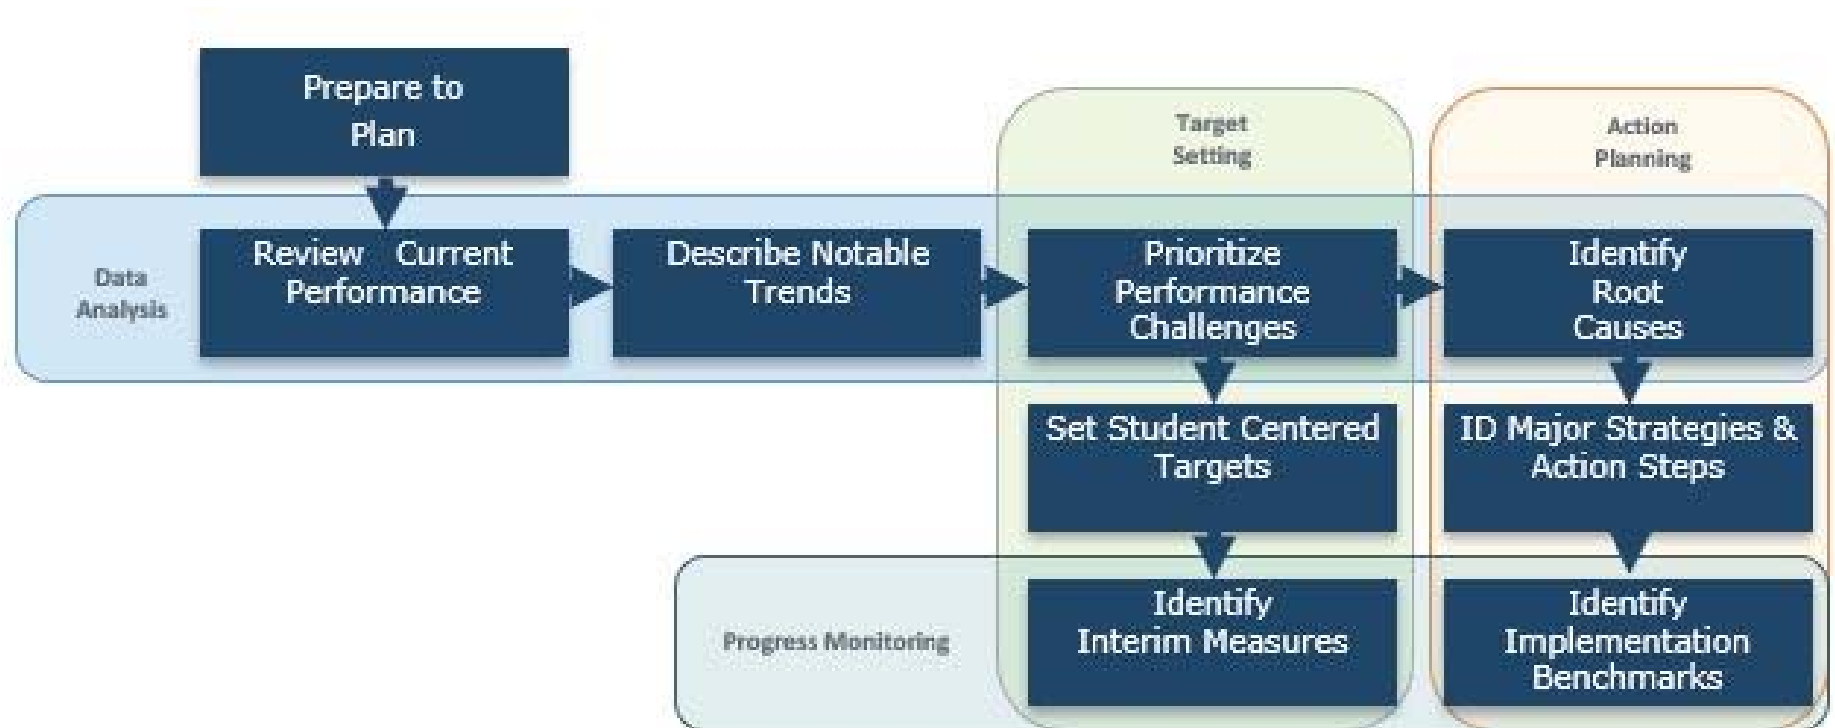 Prepare to
Plan
Target
Setting
Action
Planning
Data
Analysis
Review Current
Performance
Describe Notable
Trends
Prioritize
Performance
Challenges
Identify
Root
Causes
Set Student Centered
Targets
ID Major Strategies &
Action Steps
Progress Monitoring
Identify
Interim Measures
Identify
Implementation
Benchmarks